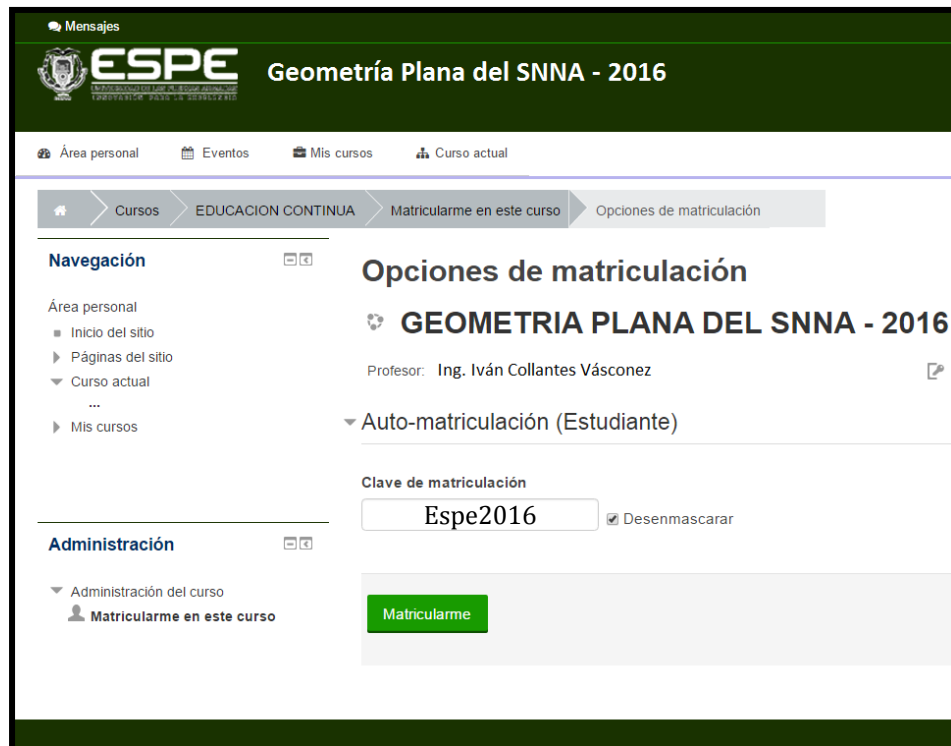 Mensajes
ESPE
Geometría Plana del SNNA - 2016
Área personal
Eventos
Mis cursos
Curso actual
Cursos
EDUCACION CONTINUA
Matricularme en este curso
Opciones de matriculación
Navegación
Área personal
Inicio del sitio
Páginas del sitio
Curso actual
...
Mis cursos
Administración
Administración del curso
Matricularme en este curso
Opciones de matriculación
GEOMETRIA PLANA DEL SNNA - 2016
Profesor: Ing. Iván Collantes Vásconez
Auto-matriculación (Estudiante)
Clave de matriculación
Espe2016
Desenmascarar
Matricularme